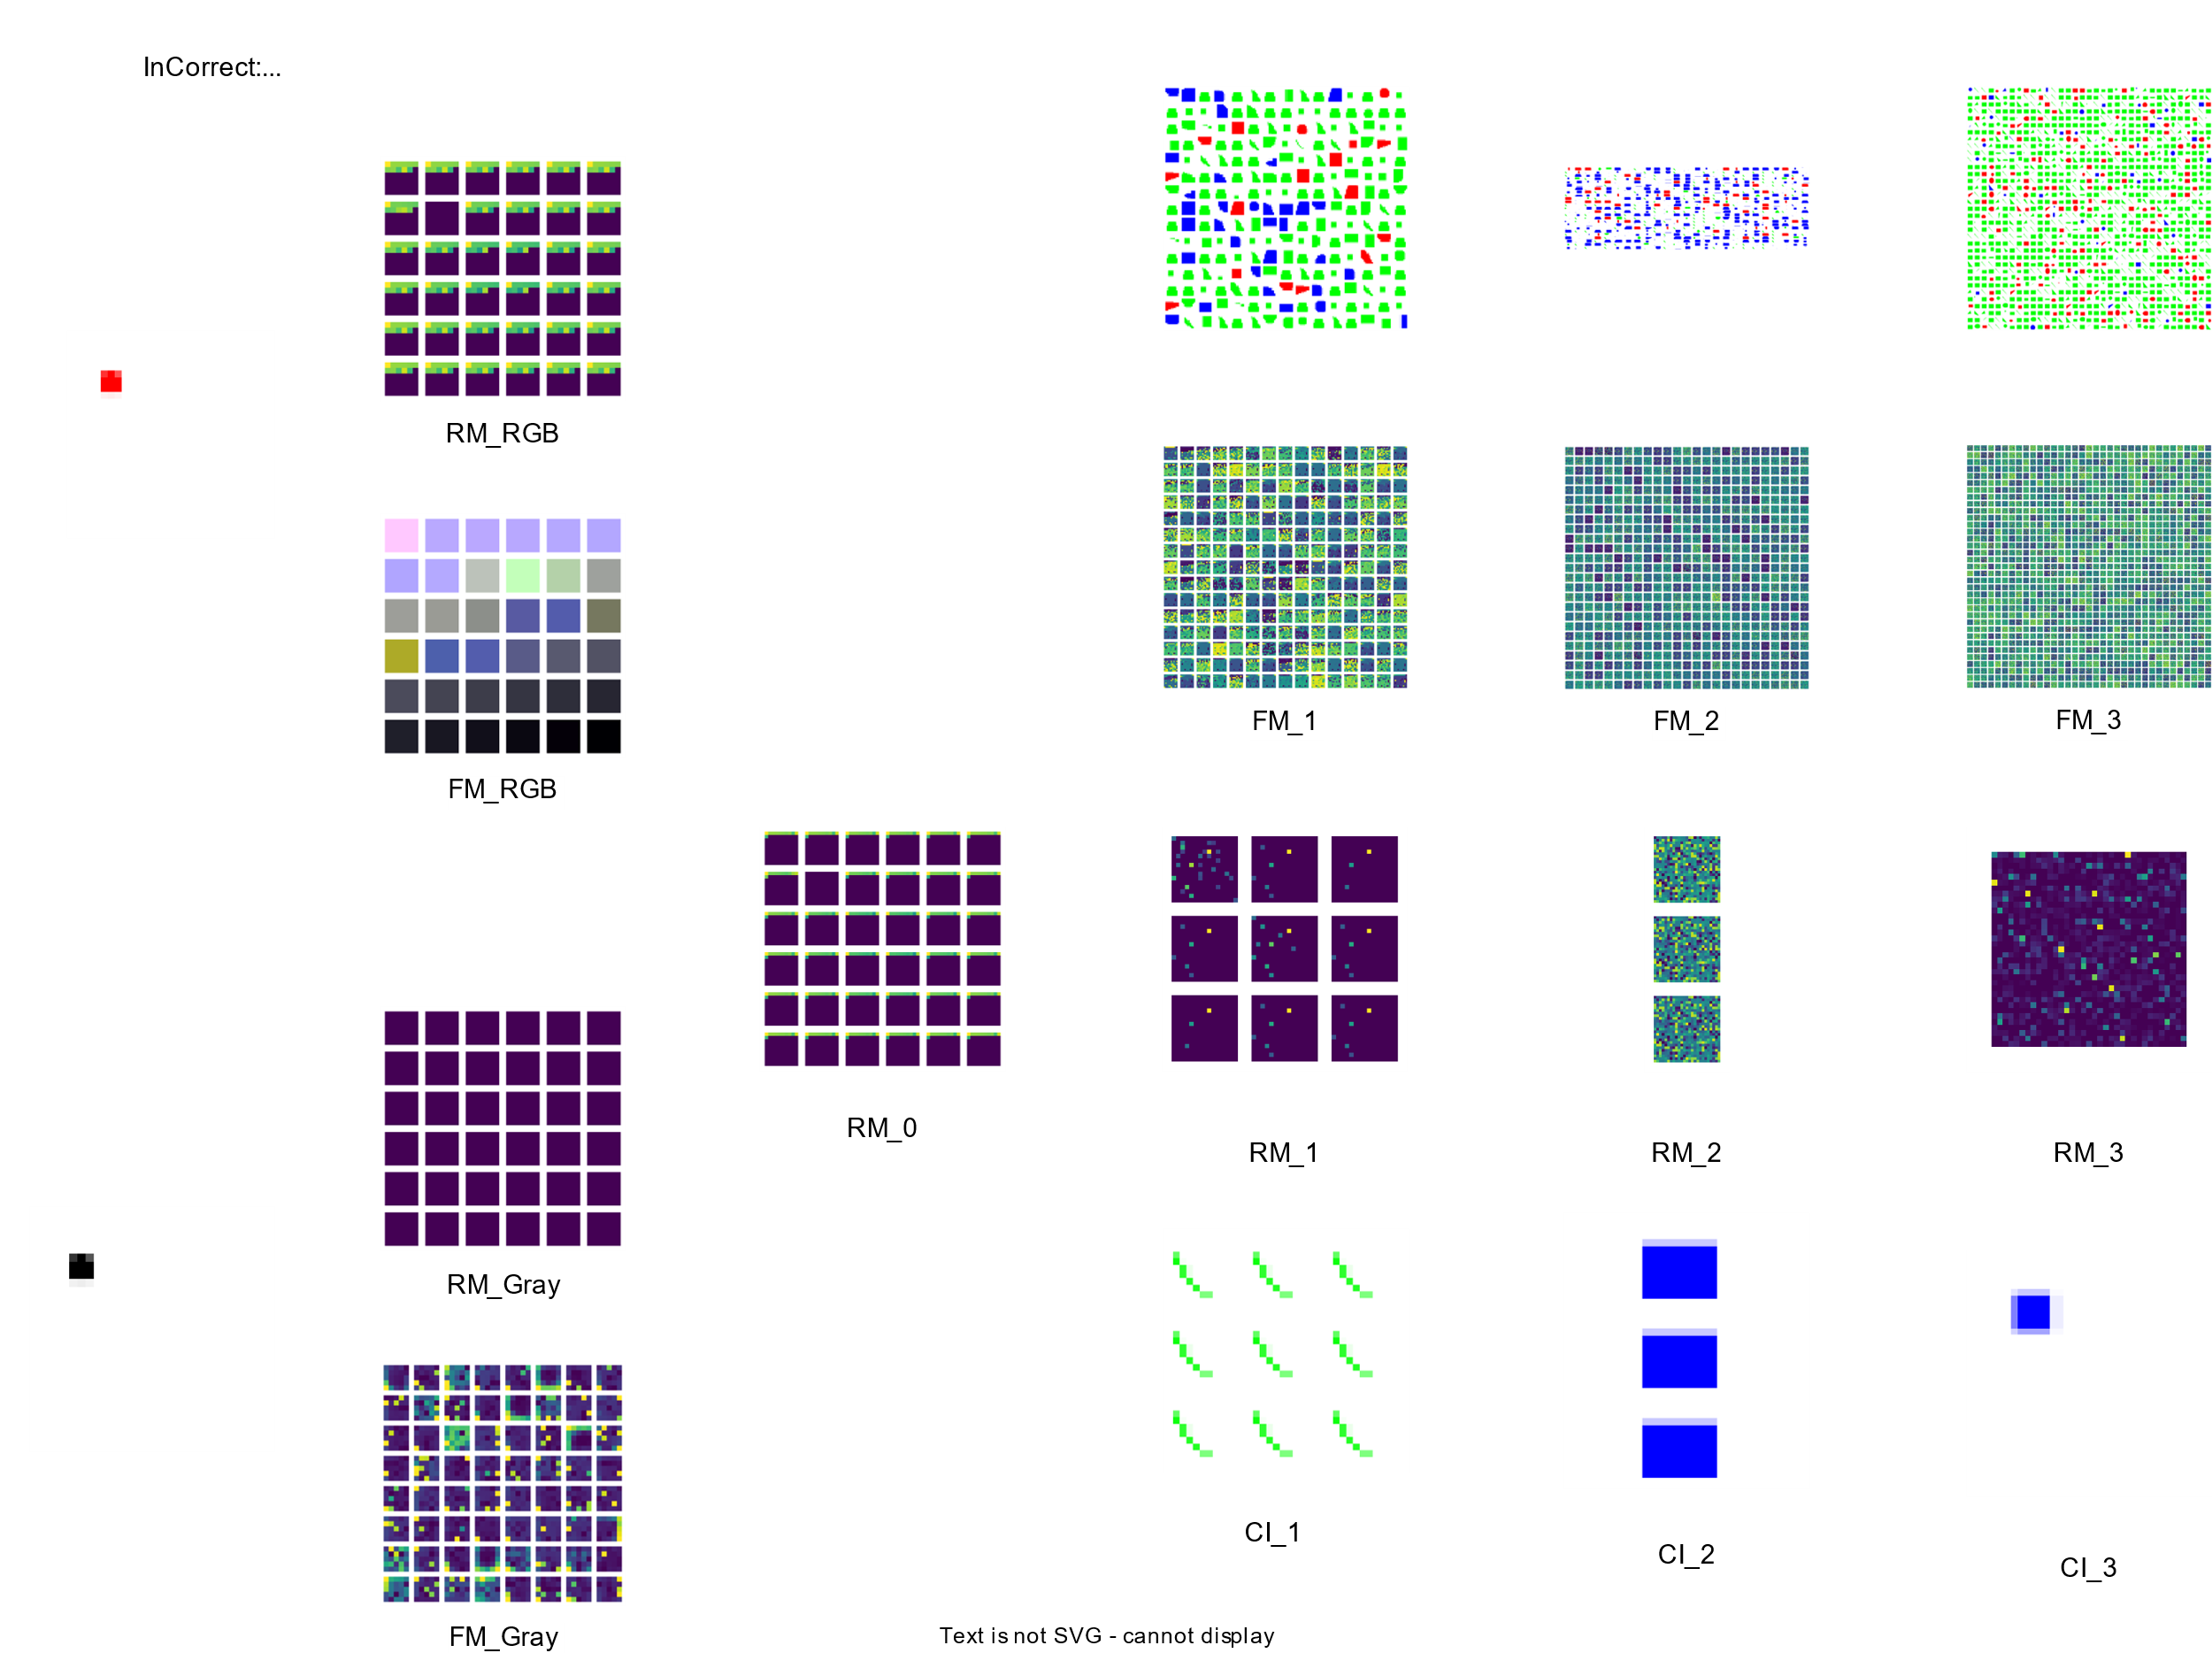 InCorrect:...
RM_RGB
FM_RGB
FM_1
FM_2
FM_3
RM_0
RM_1
RM_2
RM_3
RM_Gray
CI_1
CI_2
CI_3
FM_Gray
Text is not SVG - cannot display